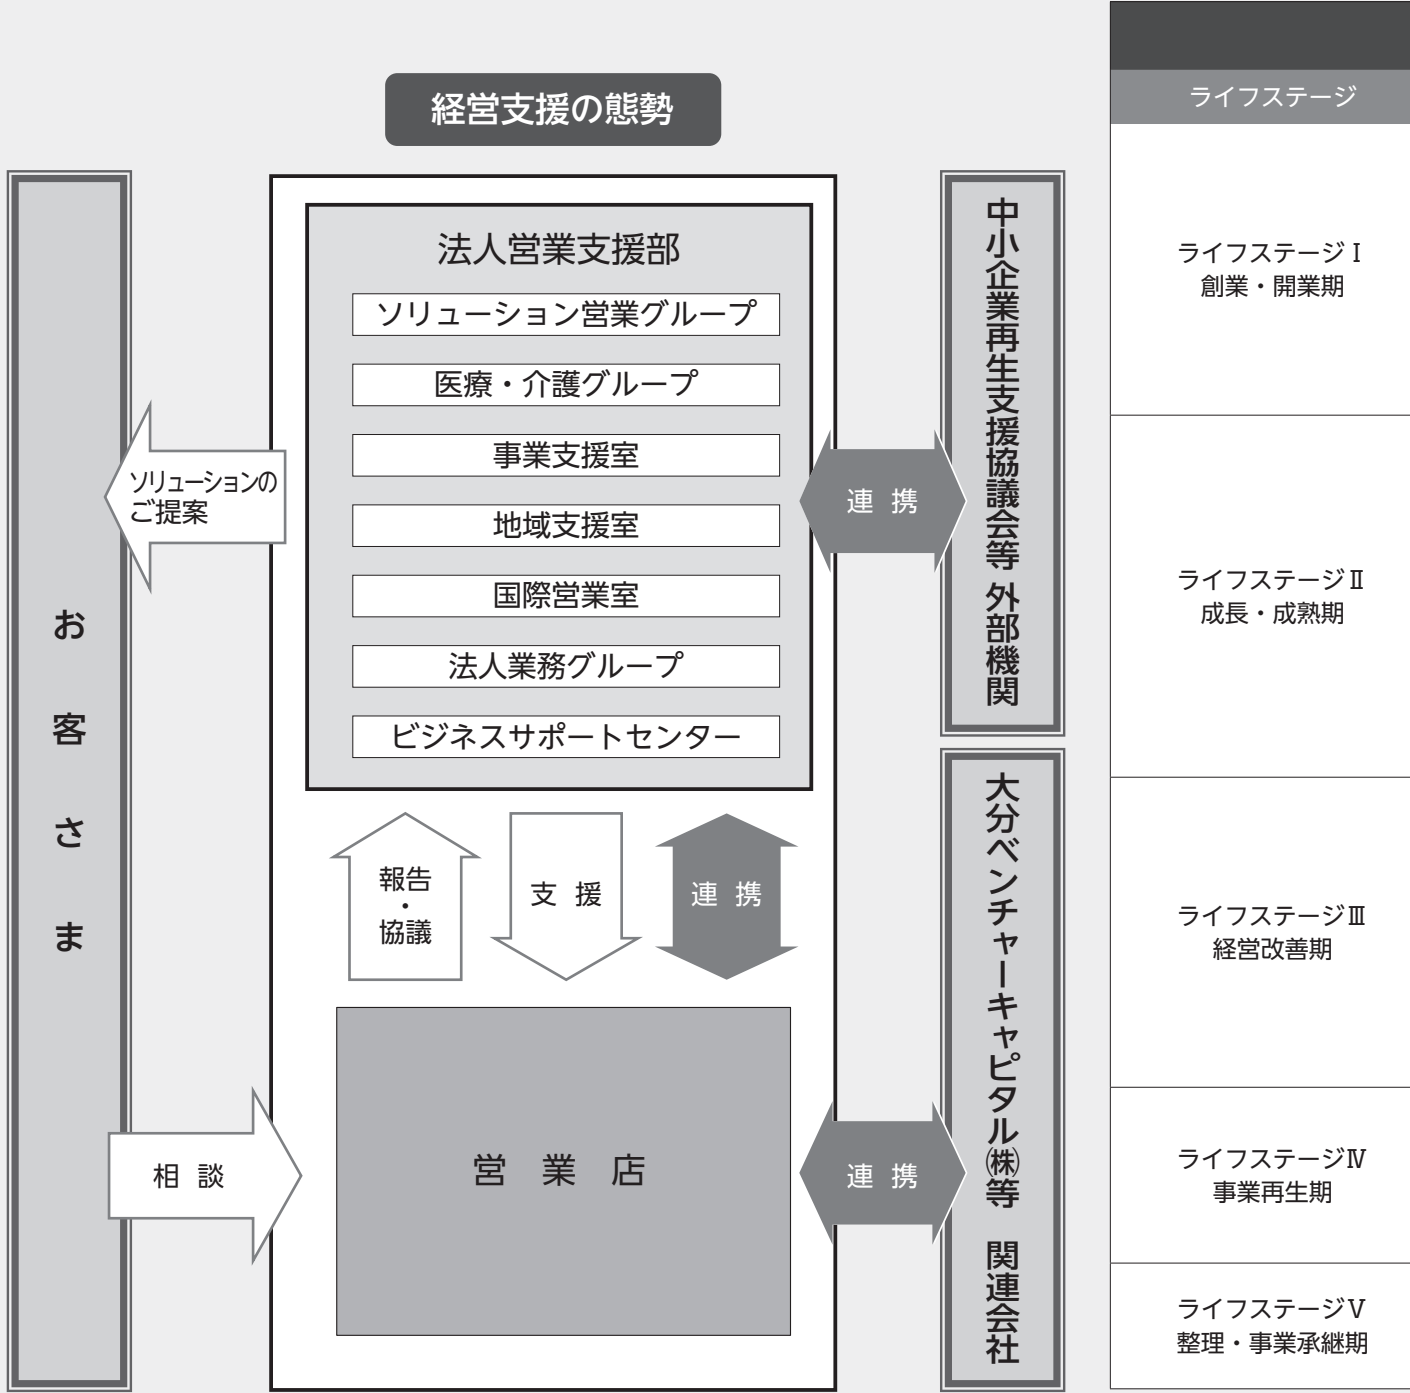 経営支援の態勢
お客さま
法人営業支援部
ソリューション営業グループ
医療・介護グループ
事業支援室
地域支援室
国際営業室
法人業務グループ
ビジネスサポートセンター
ソリューションの
ご提案
報告
・
協議
支 援
連 携
営 業 店
相 談
連 携
連 携
中小企業再生支援協議会等 外部機関
大分ベンチャーキャピタル㈱等 関連会社
ライフステージ
ライフステージⅠ
創業・開業期
ライフステージⅡ
成長・成熟期
ライフステージⅢ
経営改善期
ライフステージⅣ
事業再生期
ライフステージⅤ
整理・事業承継期